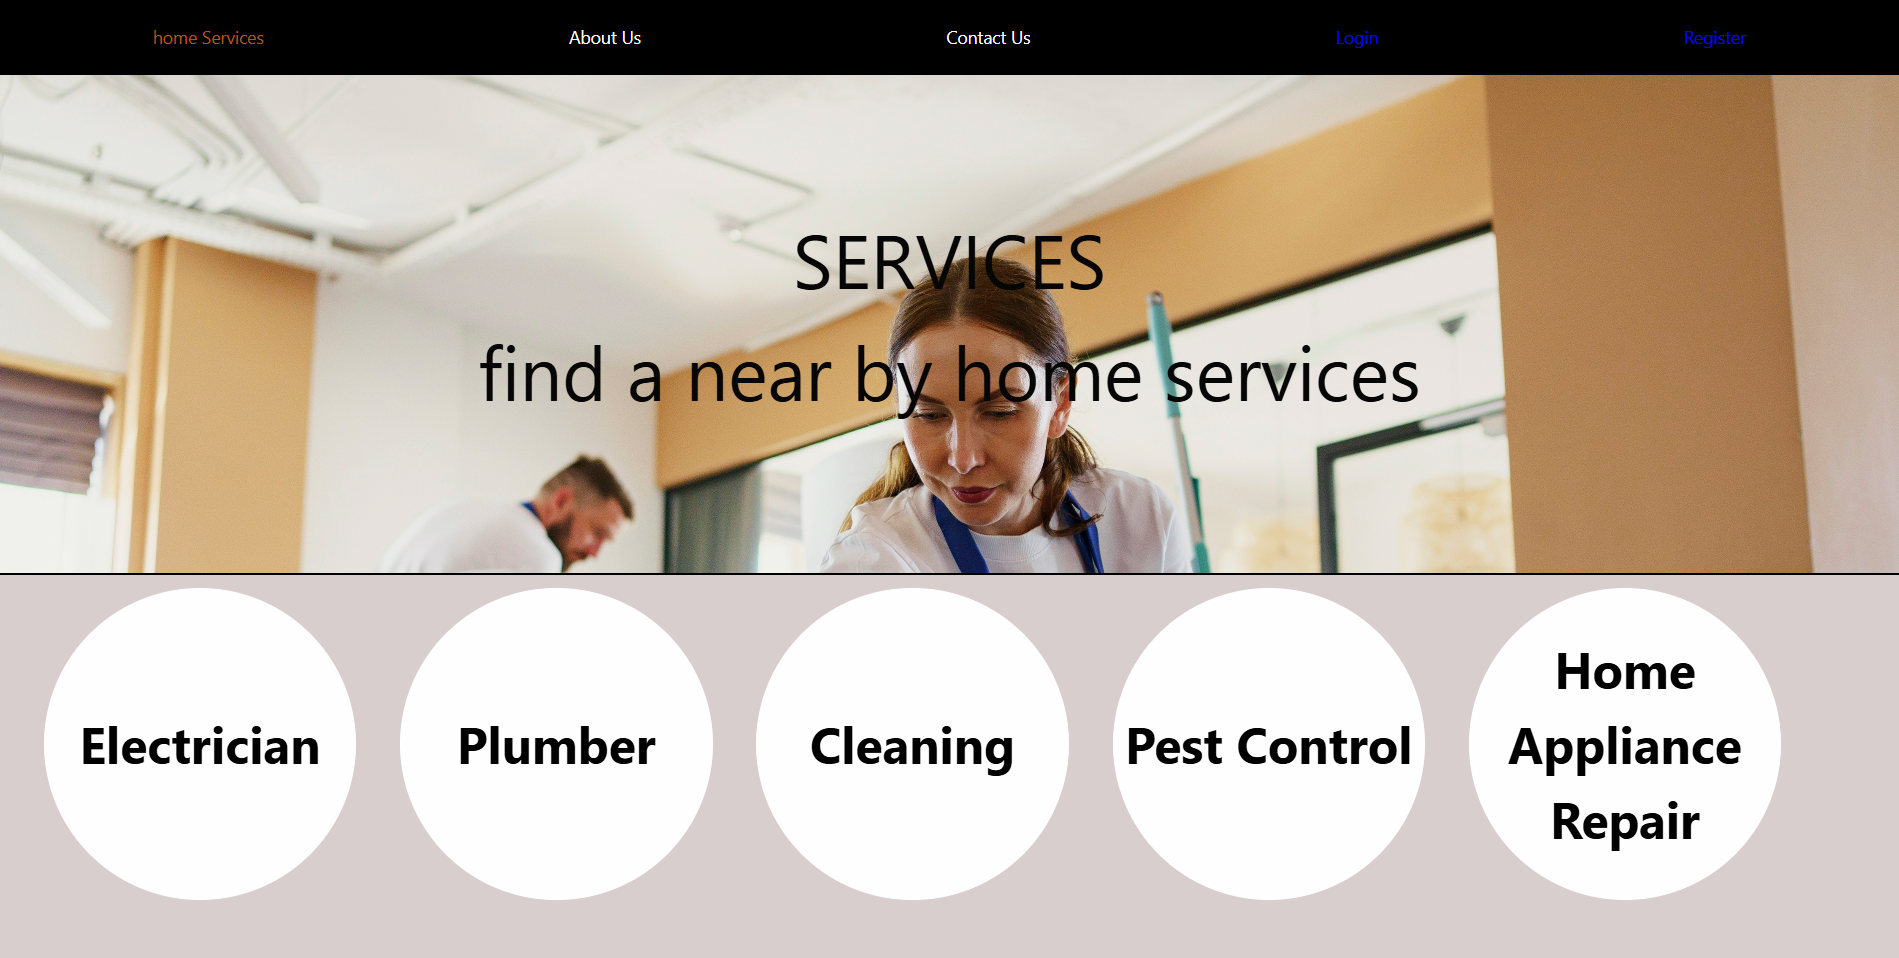 home Services About Us Contact Us Login Register
SERVICES
find a near by home services
Electrician
Plumber
Cleaning
Pest Control
Home
Appliance
Repair